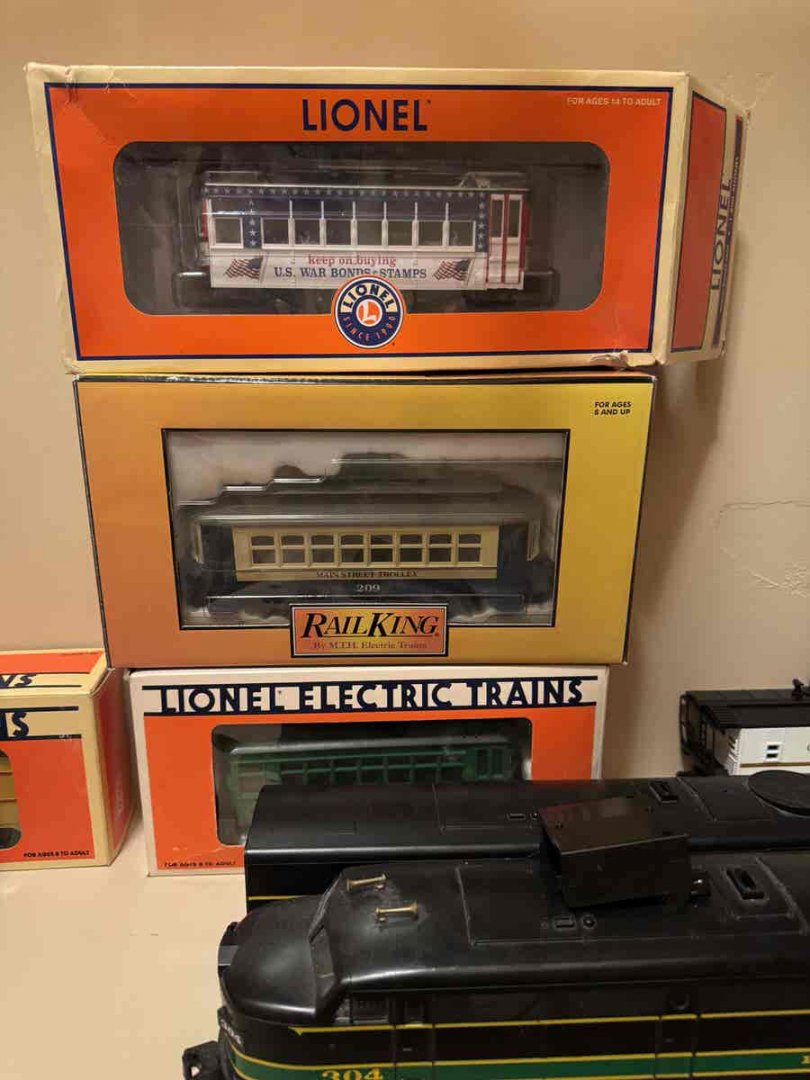 LIONEL
FOR AGES 14 TO ADULT
keep on buying
U.S. WAR BONDS STAMPS
LIONEL
L
SINCE 1900
LIONEL
FOR AGES
8 AND UP
MAIN STREET TROLLEY
209
RAILKING
By M.T.H. Electric Trains
LIONEL ELECTRIC TRAINS
FOR AGES 8 TO ADULT
FOR AGES 8 TO ADULT
304